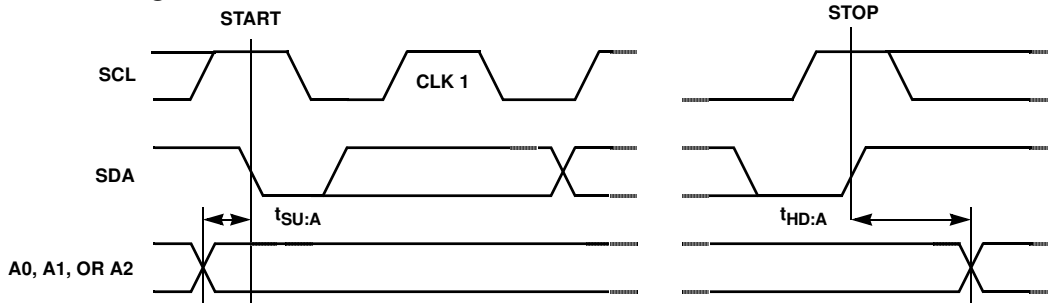 START
STOP
SCL
CLK 1
SDA
tSU:A
tHD:A
A0, A1, OR A2